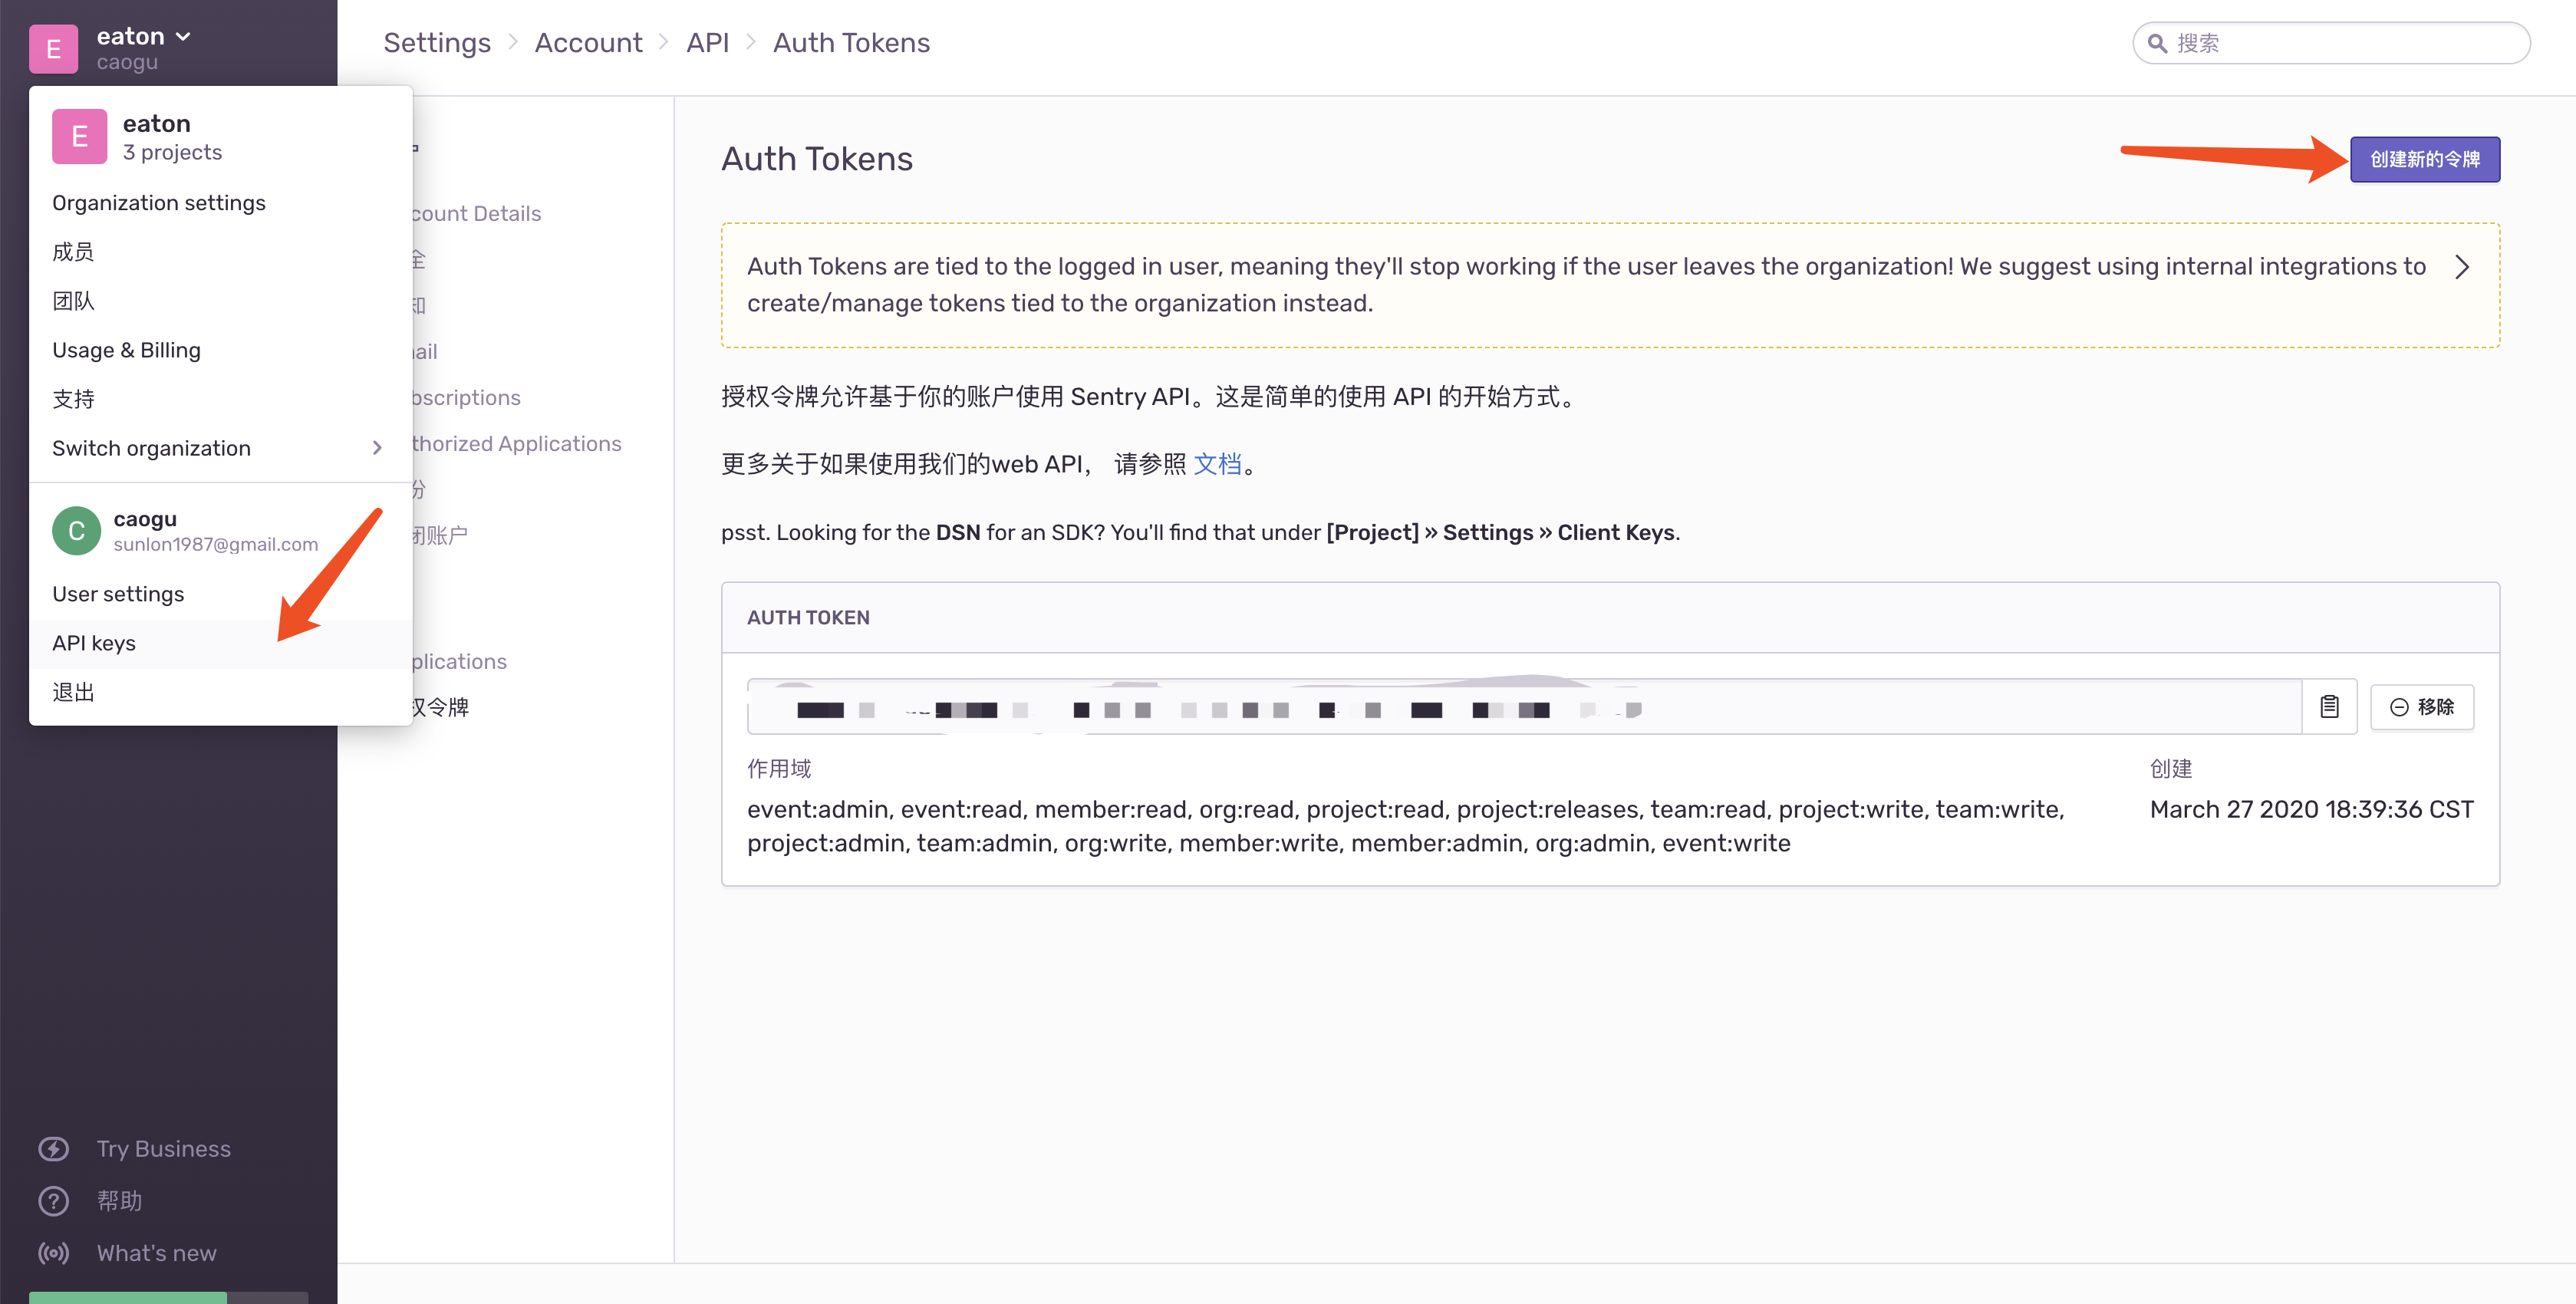 E
eaton
caogu
Settings > Account > API > Auth Tokens
搜索
E
eaton
3 projects
Organization settings
成员
团队
Usage & Billing
支持
Switch organization
C
caogu
sunlon1987@gmail.com
User settings
API keys
退出
count Details
全
知
ail
bscriptions
thorized Applications
份
闭账户
plications
权令牌
Try Business
帮助
What's new
Auth Tokens
创建新的令牌
Auth Tokens are tied to the logged in user, meaning they'll stop working if the user leaves the organization! We suggest using internal integrations to
create/manage tokens tied to the organization instead.
授权令牌允许基于你的账户使用 Sentry API。这是简单的使用 API 的开始方式。
更多关于如果使用我们的web API， 请参照 文档。
psst. Looking for the DSN for an SDK? You'll find that under [Project] » Settings » Client Keys.
AUTH TOKEN
移除
作用域
创建
event:admin, event:read, member:read, org:read, project:read, project:releases, team:read, project:write, team:write,
March 27 2020 18:39:36 CST
project:admin, team:admin, org:write, member:write, member:admin, org:admin, event:write